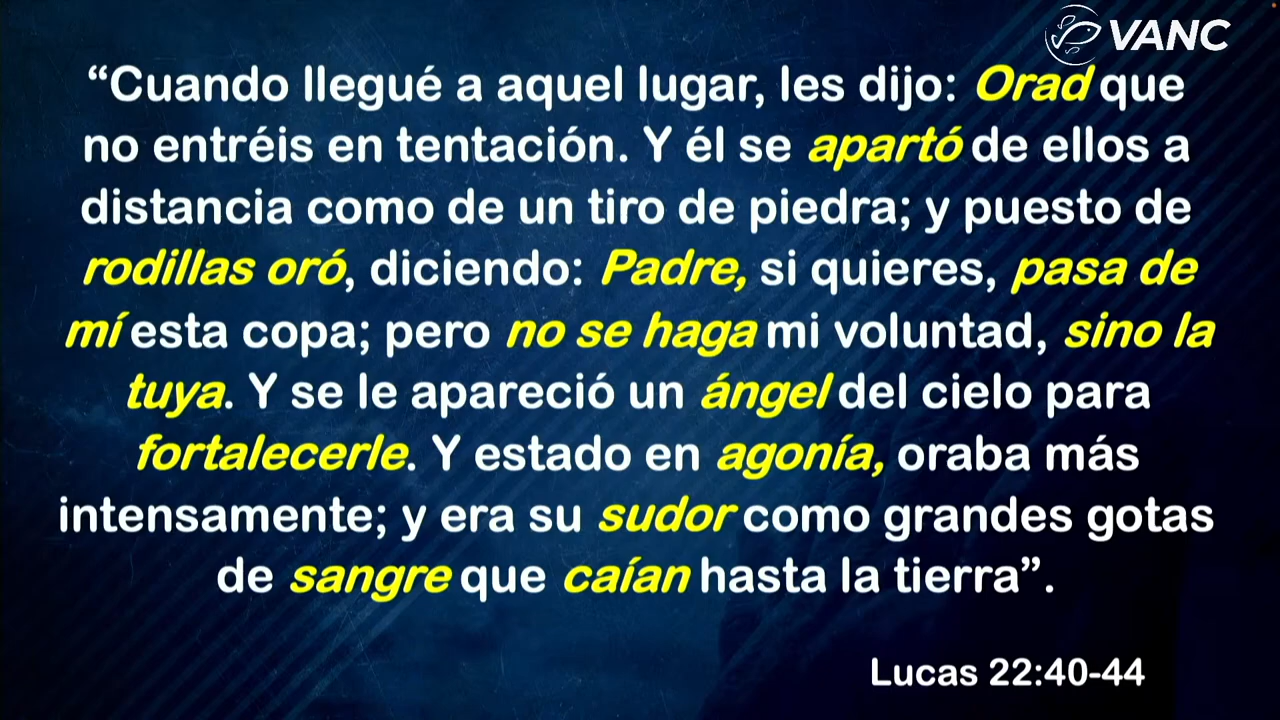 VANC
“Cuando llegué a aquel lugar, les dijo: Orad que
no entréis en tentación. Y él se apartó de ellos a
distancia como de un tiro de piedra; y puesto de
rodillas oró, diciendo: Padre, si quieres, pasa de
mí esta copa; pero no se haga mi voluntad, sino la
tuya. Y se le apareció un ángel del cielo para
fortalecerle. Y estado en agonía, oraba más
intensamente; y era su sudor como grandes gotas
de sangre que caían hasta la tierra”.
Lucas 22:40-44